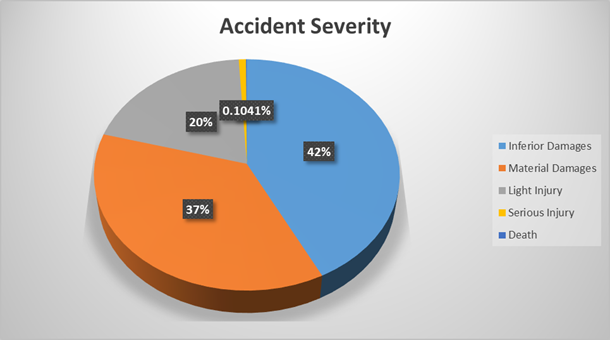 Accident Severity
0.1041%
20%
42%
37%
Inferior Damages
Material Damages
Light Injury
Serious Injury
Death